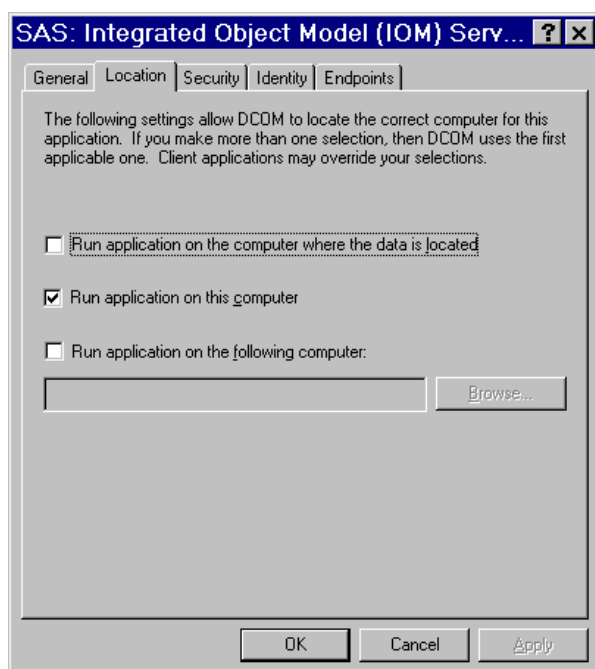 SAS: Integrated Object Model (IOM) Serv...
General Location Security Identity Endpoints
The following settings allow DCOM to locate the correct computer for this
application. If you make more than one selection, then DCOM uses the first
applicable one. Client applications may override your selections.
Run application on the computer where the data is located
Run application on this computer
Run application on the following computer:
Browse...
OK Cancel Apply